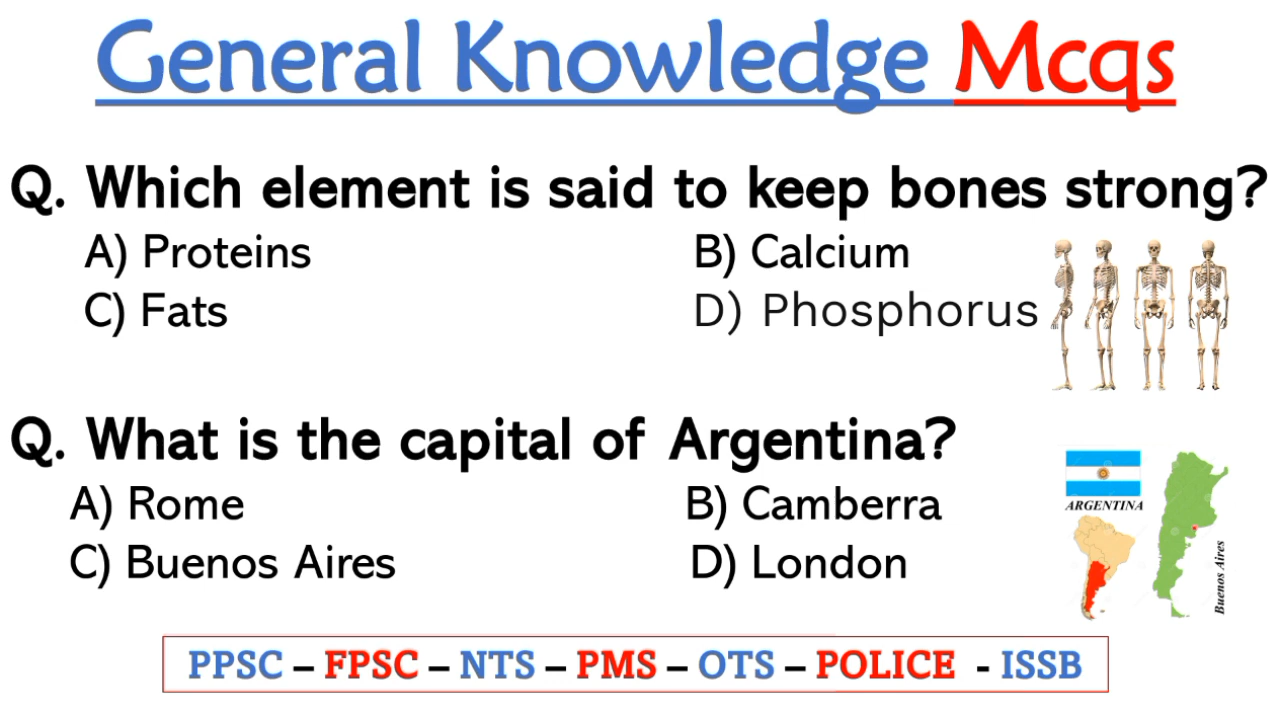 General Knowledge Mcqs
Q. Which element is said to keep bones strong?
A) Proteins B) Calcium
C) Fats D) Phosphorus
Q. What is the capital of Argentina?
ARGENTINA
A) Rome B) Camberra
C) Buenos Aires D) London
Buenos Aires
PPSC – FPSC – NTS – PMS – OTS – POLICE - ISSB